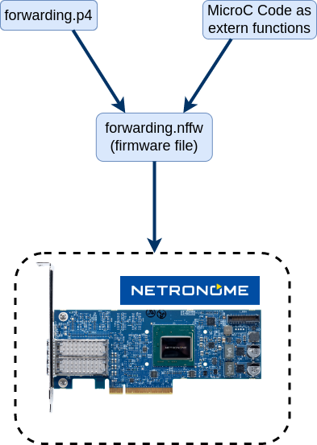 forwarding.p4
MicroC Code as
extern functions
forwarding.nffw
(firmware file)
NETRONOME